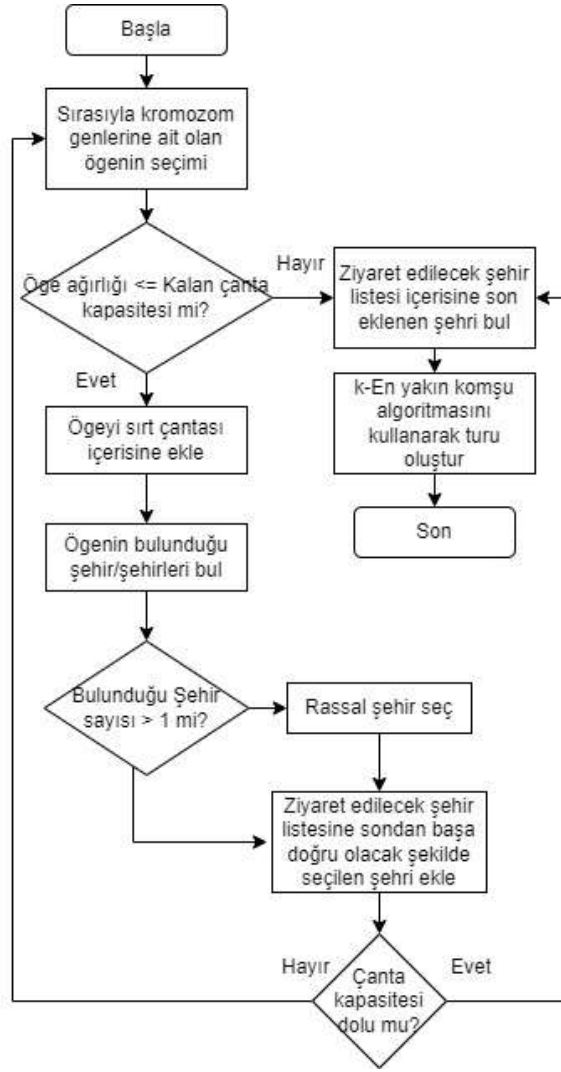 Başla
Sırasıyla kromozom
genlerine ait olan
ögenin seçimi
Öge ağırlığı <= Kalan çanta
kapasitesi mi?
Hayır
Ziyaret edilecek şehir
listesi içerisine son
eklenen şehri bul
Evet
k-En yakın komşu
algoritmasını
kullanarak turu
oluştur
Ögeyi sırt çantası
içerisine ekle
Son
Ögenin bulunduğu
şehir/şehirleri bul
Bulunduğu Şehir
sayısı > 1 mi?
Rassal şehir seç
Ziyaret edilecek şehir
listesine sondan başa
doğru olacak şekilde
seçilen şehri ekle
Hayır
Evet
Çanta
kapasitesi
dolu mu?